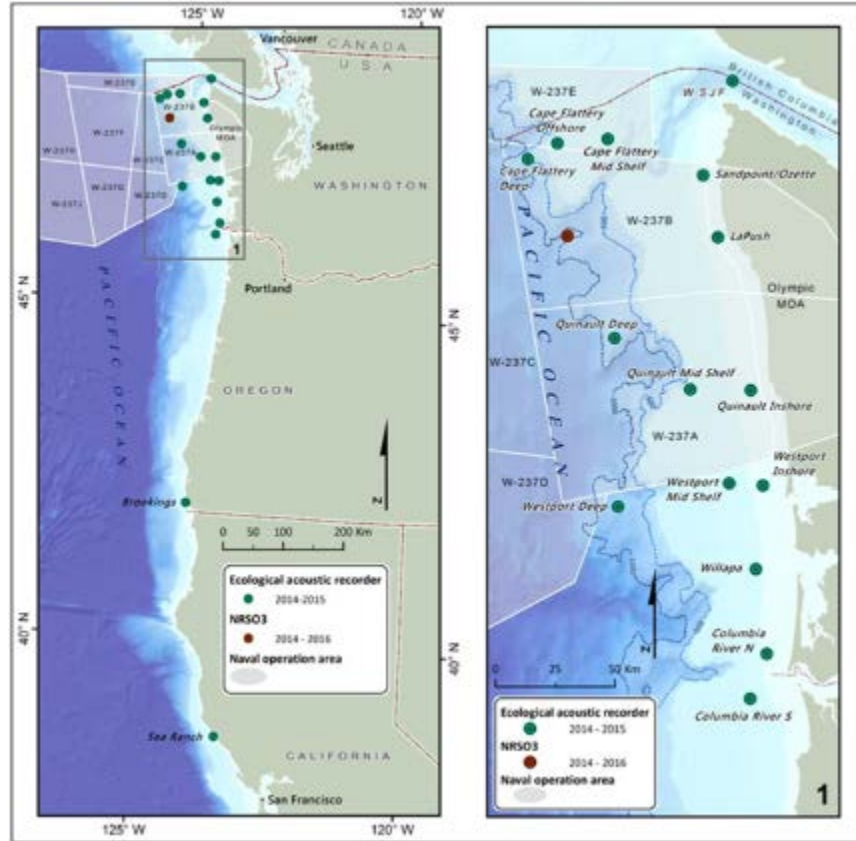 125° W
120° W
Vancouver
CANADA
U.S.A
W-237E
W-237B
W-237F
W-237H
W-237C
W-237A
Olympic
MOA
Seattle
W-237J
W-237G
W-237D
WASHINGTON
1
45° N
Portland
45° N
PACIFIC OCEAN
OREGON
N
Brookings
0 50 100 200 Km
Ecological acoustic recorder
2014-2015
NRSO3
2014 - 2016
Naval operation area
40° N
40° N
Sea Ranch
CALIFORNIA
San Francisco
125° W
120° W
British Columbia
Washington
WSJF
W-237E
Cape Flattery
Offshore
Cape Flattery
Mid Shelf
Cape Flattery
Deep
Sandpoint/Ozette
W-237B
LaPush
PACIFIC OCEAN
Olympic
MOA
Quinault Deep
W-237C
Quinault Mid Shelf
Quinault Inshore
W-237A
Westport
Inshore
W-237D
Westport
Mid Shelf
Westport Deep
Willapa
N
Columbia
River N
0 25 50 Km
Columbia River S
Ecological acoustic recorder
2014 - 2015
NRSO3
2014 - 2016
Naval operation area
1